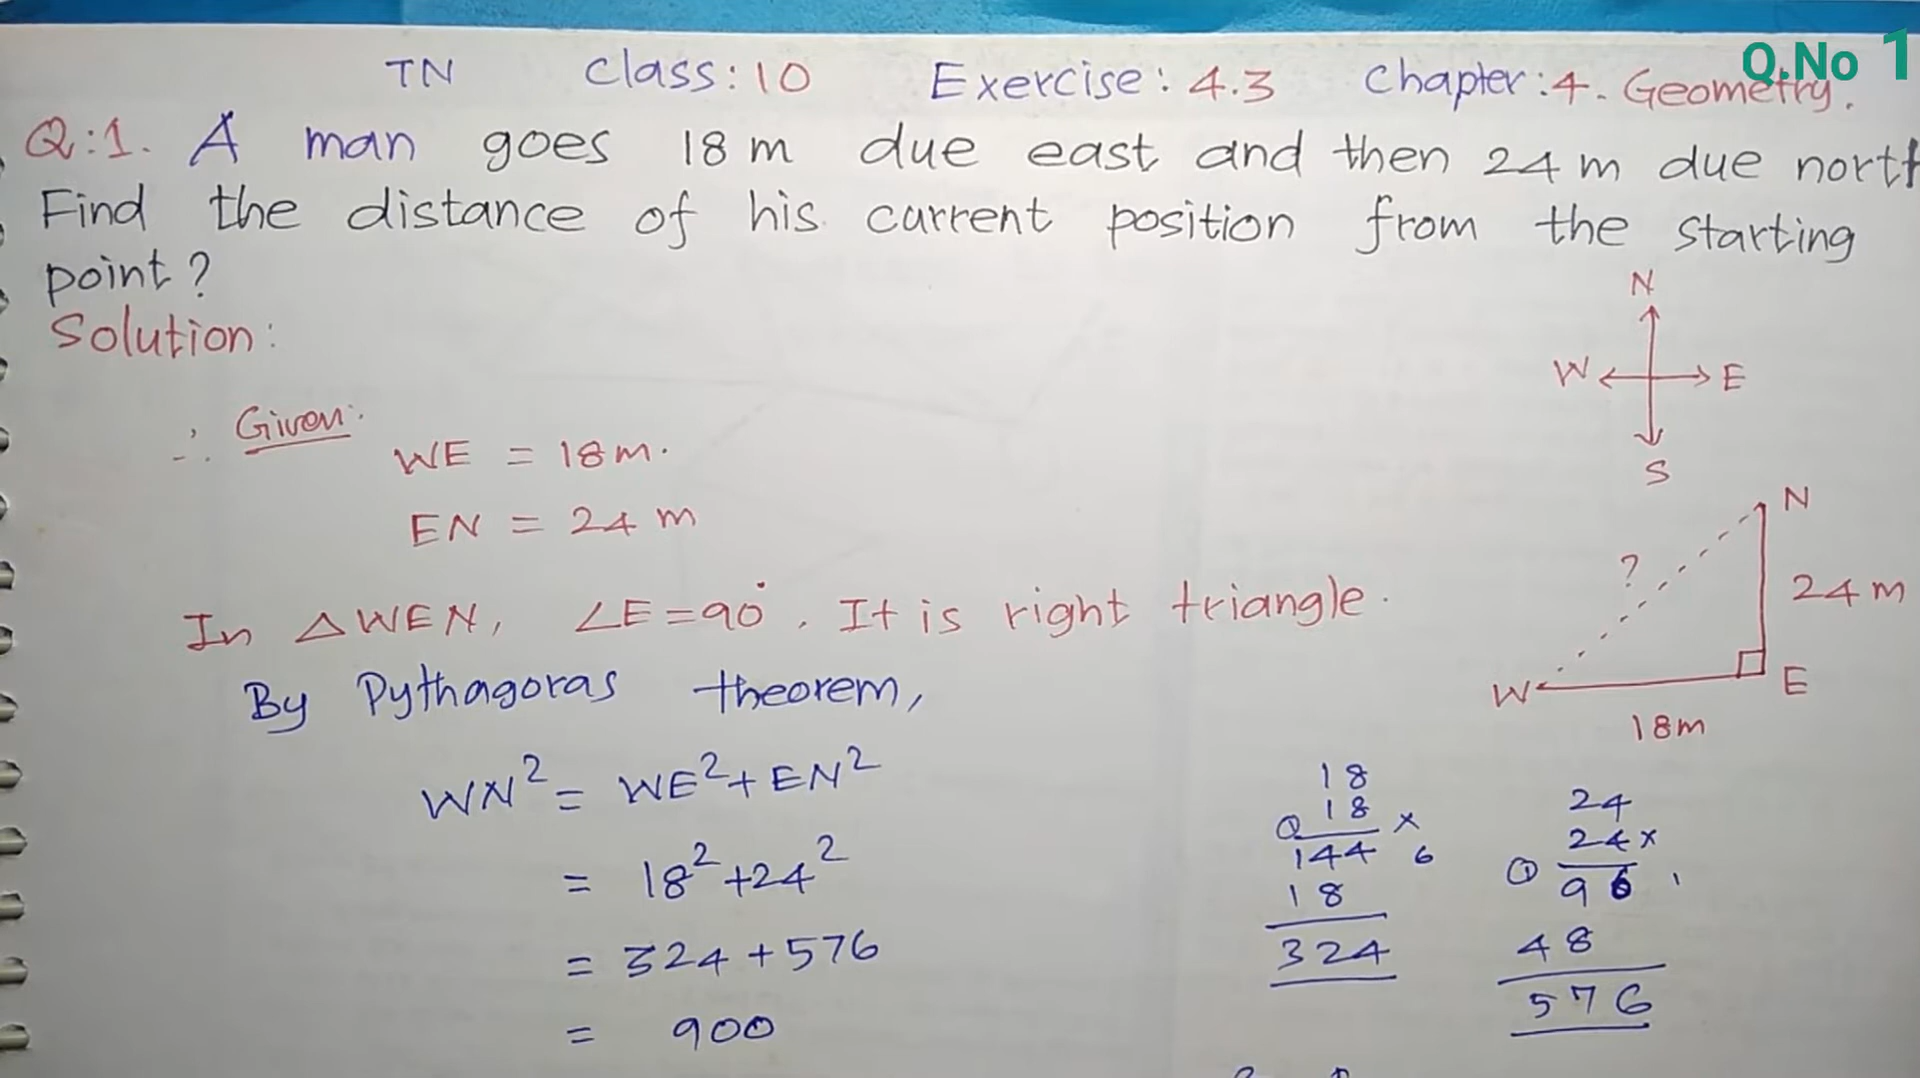 Q.No 1
TN Class: 10 Exercise: 4.3 Chapter: 4. Geometry.
Q:1. A man goes 18 m due east and then 24 m due north
Find the distance of his current position from the starting
point?
Solution:
N
W E
S
∴ Given:
WE = 18m.
EN = 24 m
N
?
24 m
W E
18m
In △WEN, ∠E = 90°. It is right triangle.
By Pythagoras theorem,
WN² = WE² + EN²
= 18² + 24²
= 324 + 576
= 900
18
18 ×
144 6
18
324
24
24 ×
① 96
48
576